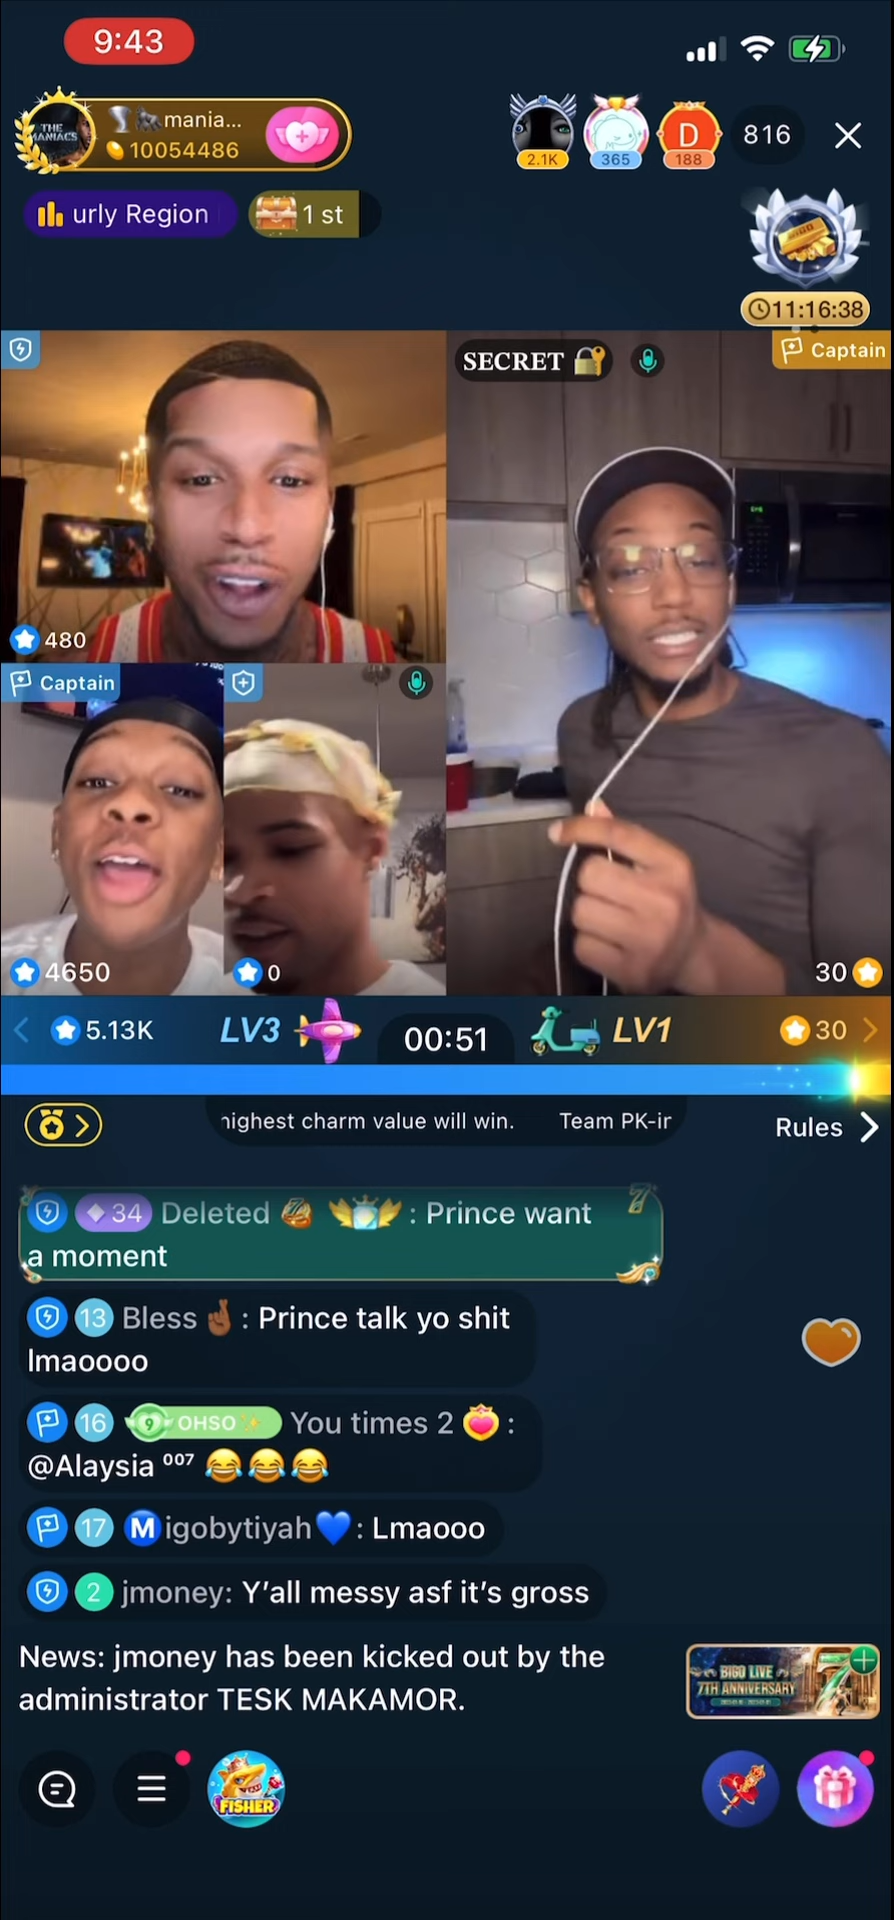 9:43
THE
MANIACS
mania...
10054486
2.1K
365
D
188
816
urly Region
1 st
11:16:38
SECRET
Captain
480
Captain
4650
0
30
5.13K
LV3
00:51
LV1
30
highest charm value will win. Team PK-ir
Rules
34 Deleted : Prince want
a moment
13 Bless🤞🏾: Prince talk yo shit
lmaoooo
16 9 OHSO✨ You times 2 :
@Alaysia ⁰⁰⁷ 😂😂😂
17 Ⓜ️igobytiyah💙: Lmaooo
2 jmoney: Y’all messy asf it’s gross
News: jmoney has been kicked out by the
administrator TESK MAKAMOR.
BIGO LIVE
7TH ANNIVERSARY
7
FISHER